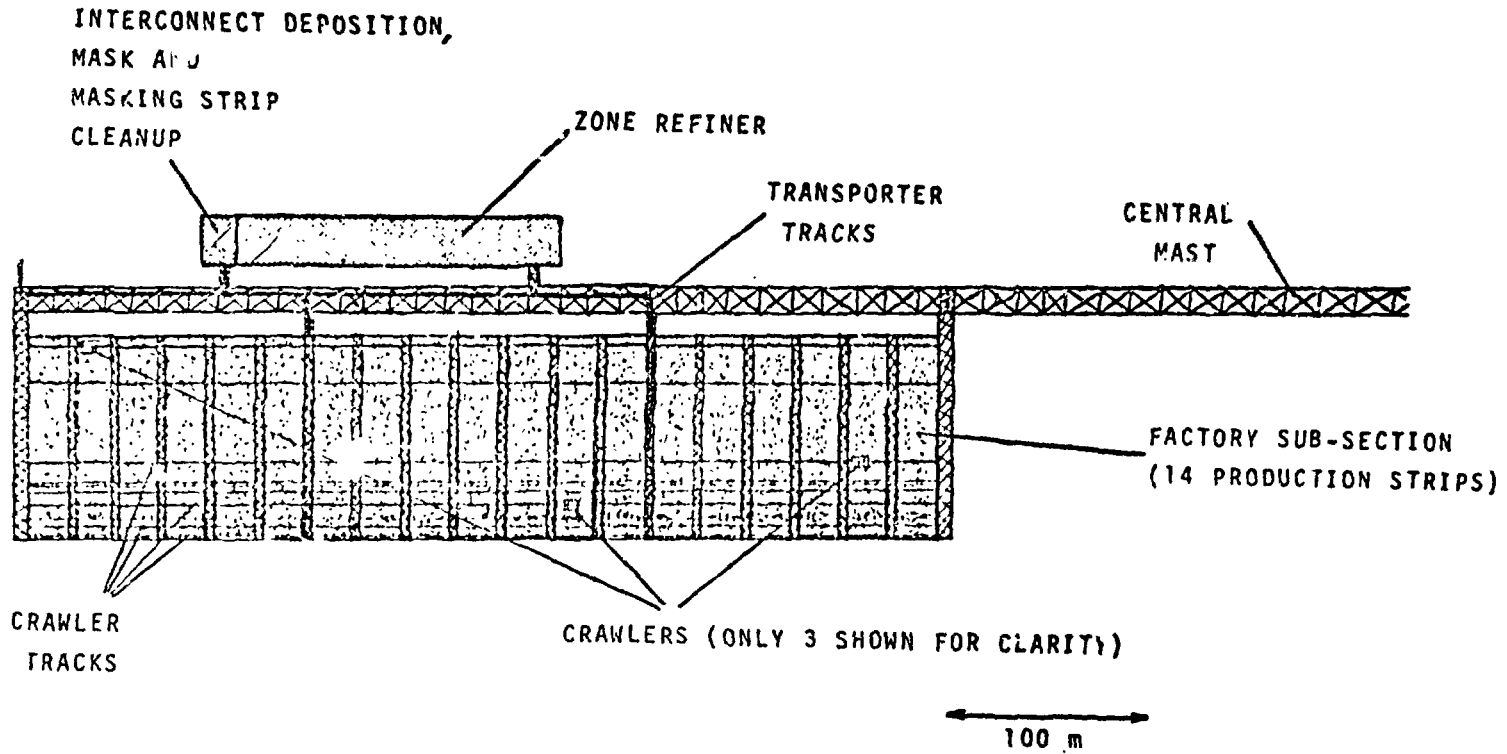 INTERCONNECT DEPOSITION,
MASK AND
MASKING STRIP
CLEANUP
ZONE REFINER
TRANSPORTER
TRACKS
CENTRAL
MAST
FACTORY SUB-SECTION
(14 PRODUCTION STRIPS)
CRAWLER
TRACKS
CRAWLERS (ONLY 3 SHOWN FOR CLARITY)
100 m